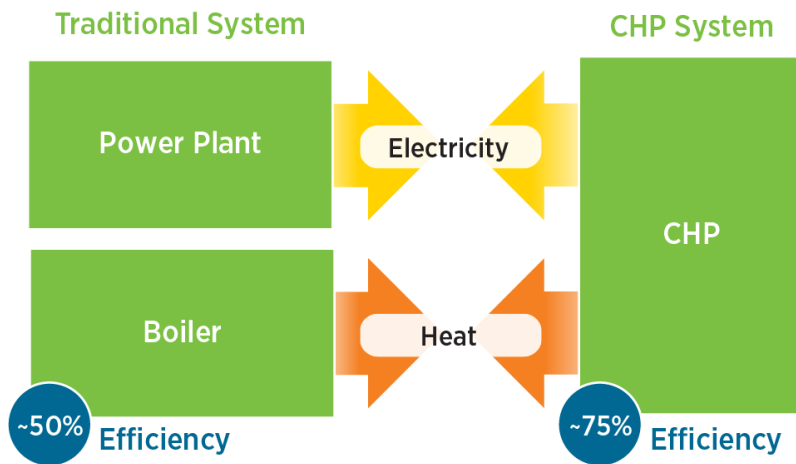 Traditional System
CHP System
Power Plant
Electricity
CHP
Boiler
Heat
~50% Efficiency
~75% Efficiency